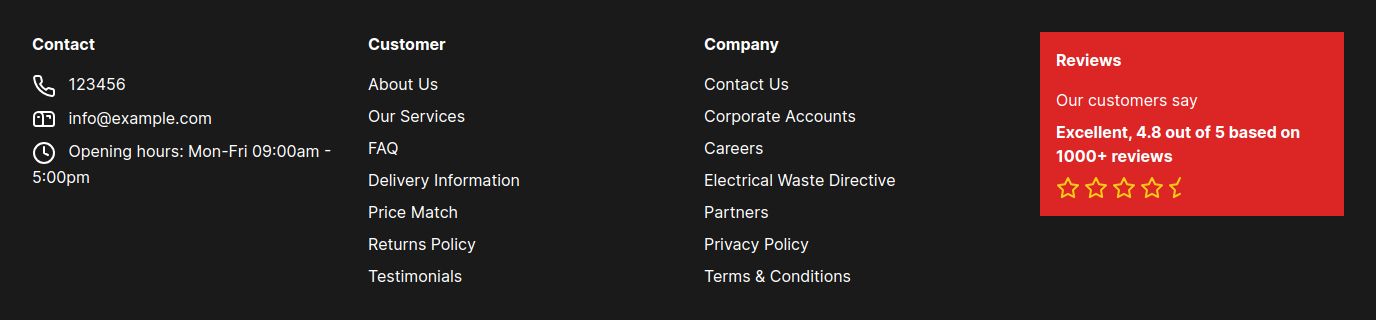 Contact
123456
info@example.com
Opening hours: Mon-Fri 09:00am -
5:00pm
Customer
About Us
Our Services
FAQ
Delivery Information
Price Match
Returns Policy
Testimonials
Company
Contact Us
Corporate Accounts
Careers
Electrical Waste Directive
Partners
Privacy Policy
Terms & Conditions
Reviews
Our customers say
Excellent, 4.8 out of 5 based on
1000+ reviews